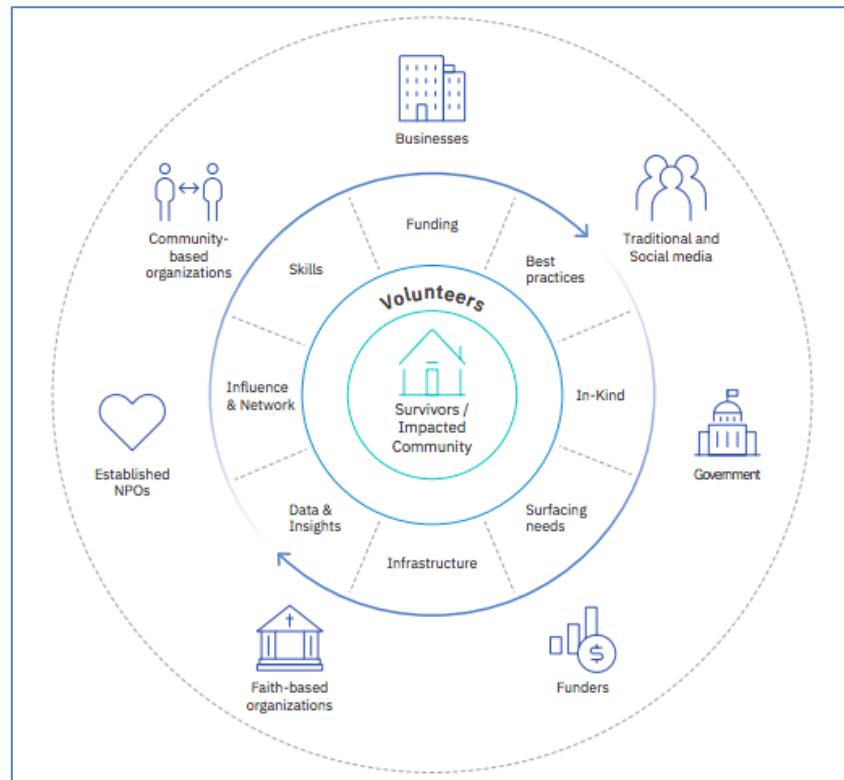 Businesses
Community-
based
organizations
Traditional and
Social media
Funding
Skills
Best
practices
Volunteers
Influence
& Network
Survivors /
Impacted
Community
In-Kind
Established
NPOs
Government
Data &
Insights
Surfacing
needs
Infrastructure
Faith-based
organizations
Funders
$